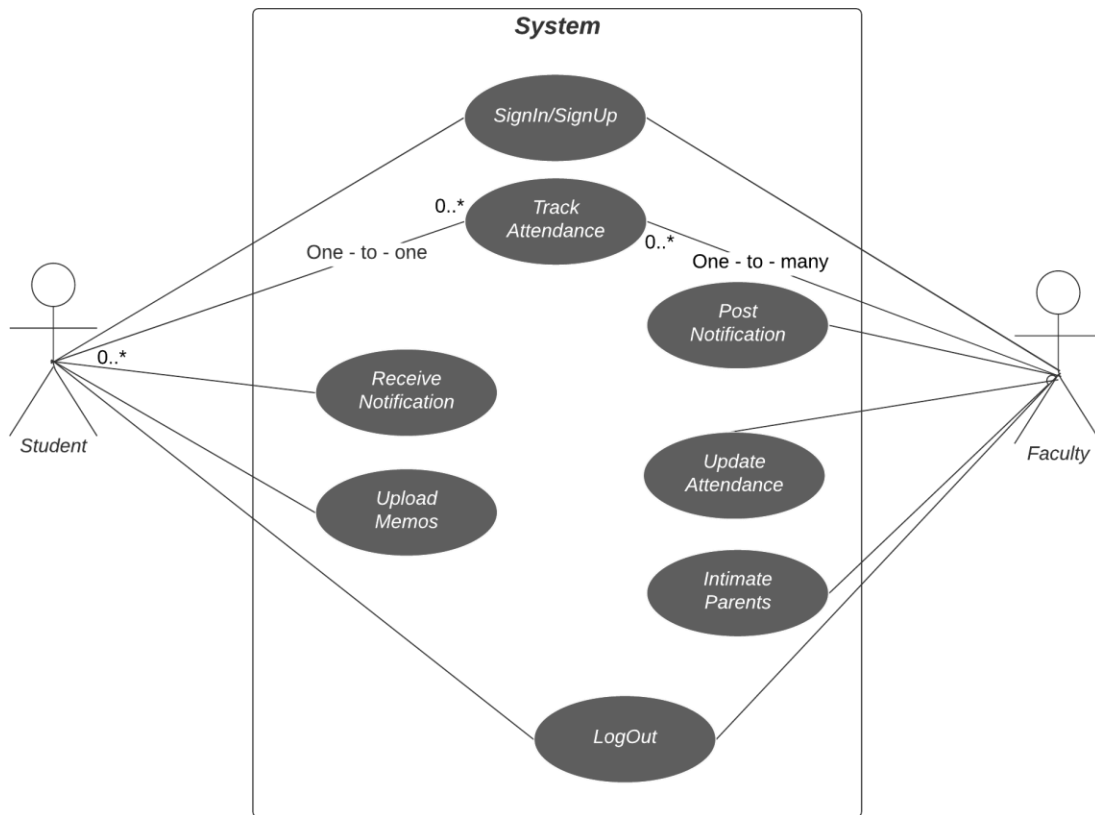 System
SignIn/SignUp
0..*
Track
Attendance
0..*
One - to - one
One - to - many
Post
Notification
0..*
Receive
Notification
Student
Faculty
Update
Attendance
Upload
Memos
Intimate
Parents
LogOut